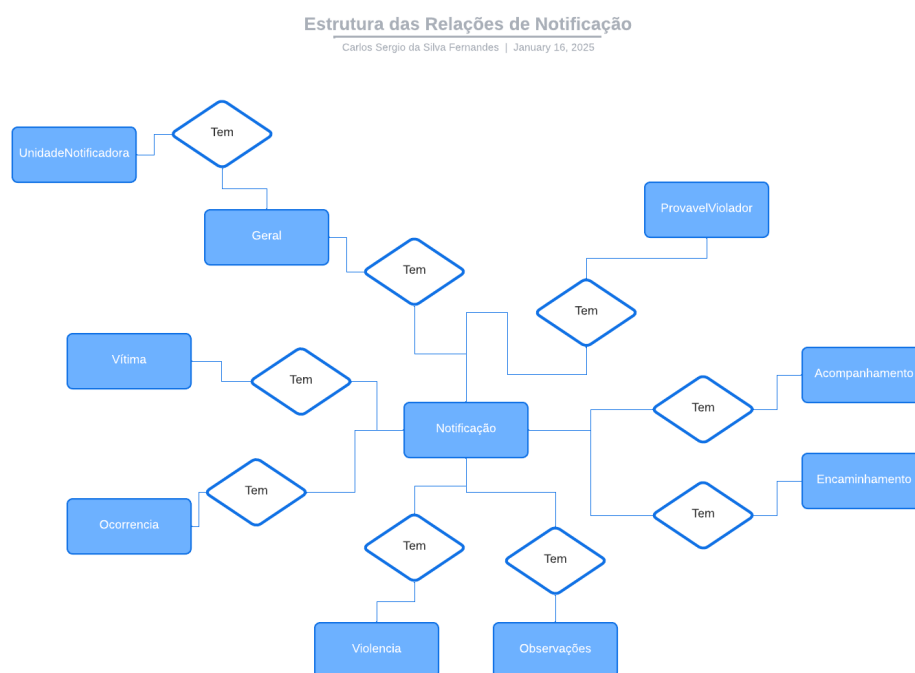 Estrutura das Relações de Notificação
Carlos Sergio da Silva Fernandes | January 16, 2025
Tem
UnidadeNotificadora
ProvavelViolador
Geral
Tem
Tem
Vítima
Acompanhamento
Tem
Tem
Notificação
Encaminhamento
Tem
Tem
Ocorrencia
Tem
Tem
Violencia
Observações